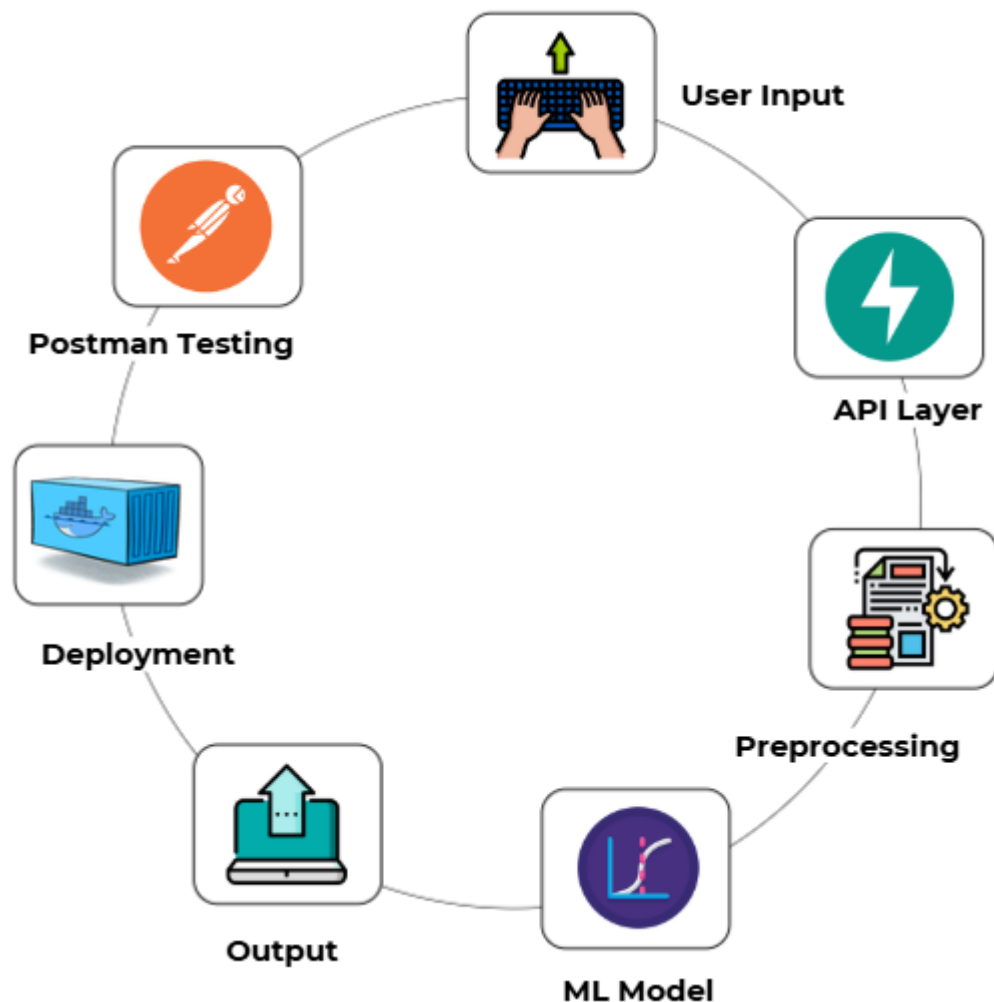 User Input
Postman Testing
API Layer
Deployment
Preprocessing
Output
ML Model